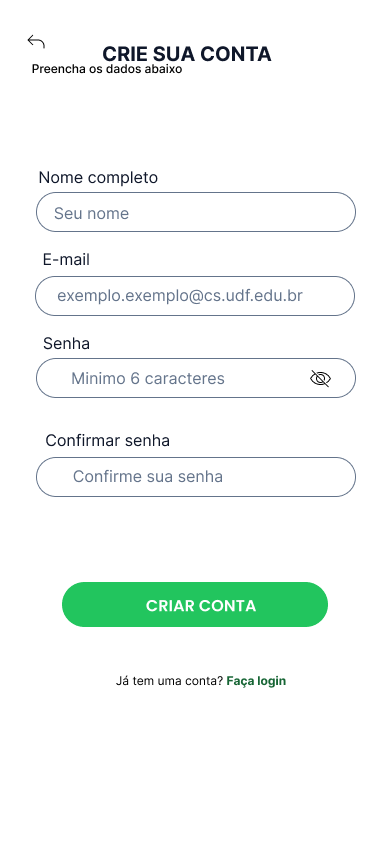 CRIE SUA CONTA
Preencha os dados abaixo
Nome completo
Seu nome
E-mail
exemplo.exemplo@cs.udf.edu.br
Senha
Minimo 6 caracteres
Confirmar senha
Confirme sua senha
CRIAR CONTA
Já tem uma conta? Faça login